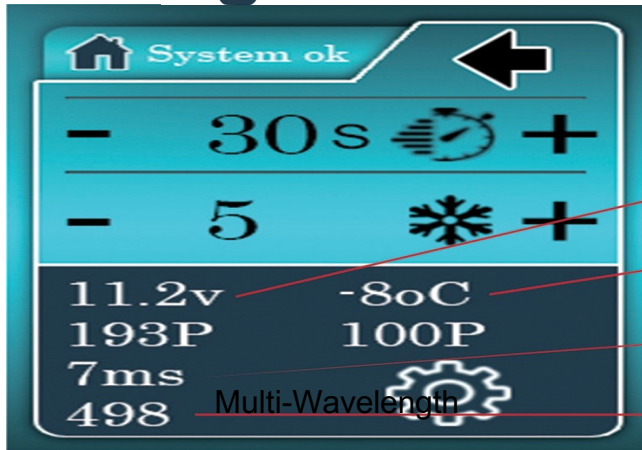 System ok
- 30s +
- 5 +
11.2v -8oC
193P 100P
7ms
498 Multi-Wavelength